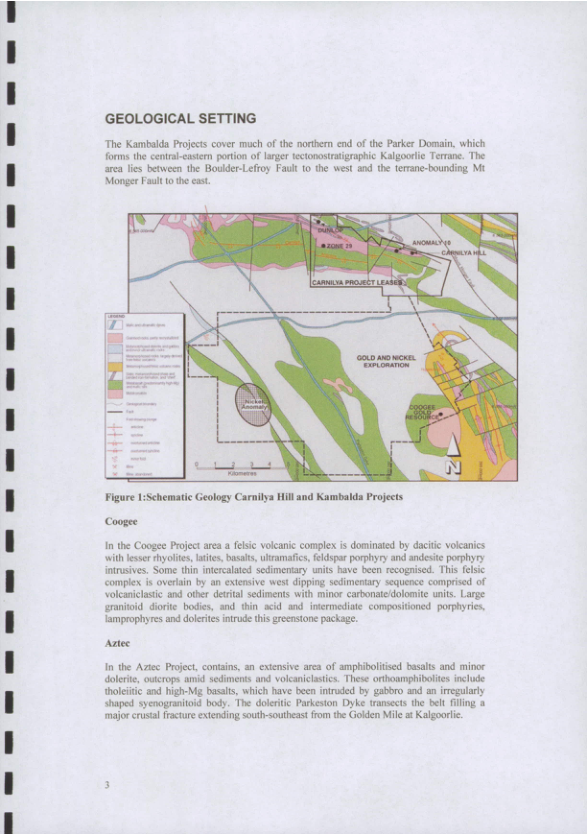 GEOLOGICAL SETTING
The Kambalda Projects cover much of the northern end of the Parker Domain, which
forms the central-eastern portion of larger tectonostratigraphic Kalgoorlie Terrane. The
area lies between the Boulder-Lefroy Fault to the west and the terrane-bounding Mt
Monger Fault to the east.
DUNLOP
ZONE 29
ANOMALY 16
CARNILYA HILL
CARNILYA PROJECT LEASES
LEGEND
GOLD AND NICKEL
EXPLORATION
Nickel
Anomaly
COOGEE
GOLD
RESOURCE
N
0 1 2 3 4
Kilometres
Figure 1:Schematic Geology Carnilya Hill and Kambalda Projects
Coogee
In the Coogee Project area a felsic volcanic complex is dominated by dacitic volcanics
with lesser rhyolites, latites, basalts, ultramafics, feldspar porphyry and andesite porphyry
intrusives. Some thin intercalated sedimentary units have been recognised. This felsic
complex is overlain by an extensive west dipping sedimentary sequence comprised of
volcaniclastic and other detrital sediments with minor carbonate/dolomite units. Large
granitoid diorite bodies, and thin acid and intermediate compositioned porphyries,
lamprophyres and dolerites intrude this greenstone package.
Aztec
In the Aztec Project, contains, an extensive area of amphibolitised basalts and minor
dolerite, outcrops amid sediments and volcaniclastics. These orthoamphibolites include
tholeiitic and high-Mg basalts, which have been intruded by gabbro and an irregularly
shaped syenogranitoid body. The doleritic Parkeston Dyke transects the belt filling a
major crustal fracture extending south-southeast from the Golden Mile at Kalgoorlie.
3